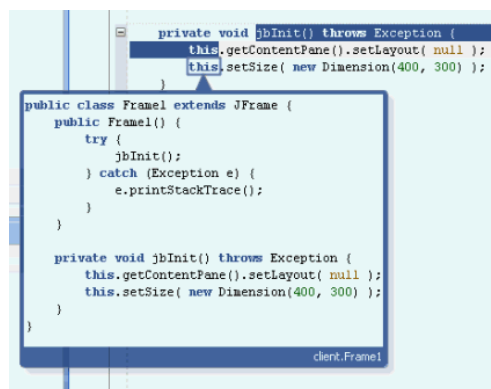 private void jbInit() throws Exception {
this.getContentPane().setLayout( null );
this.setSize( new Dimension(400, 300) );
}
public class Frame1 extends JFrame {
public Frame1() {
try {
jbInit();
} catch (Exception e) {
e.printStackTrace();
}
}
private void jbInit() throws Exception {
this.getContentPane().setLayout( null );
this.setSize( new Dimension(400, 300) );
}
}
client.Frame1